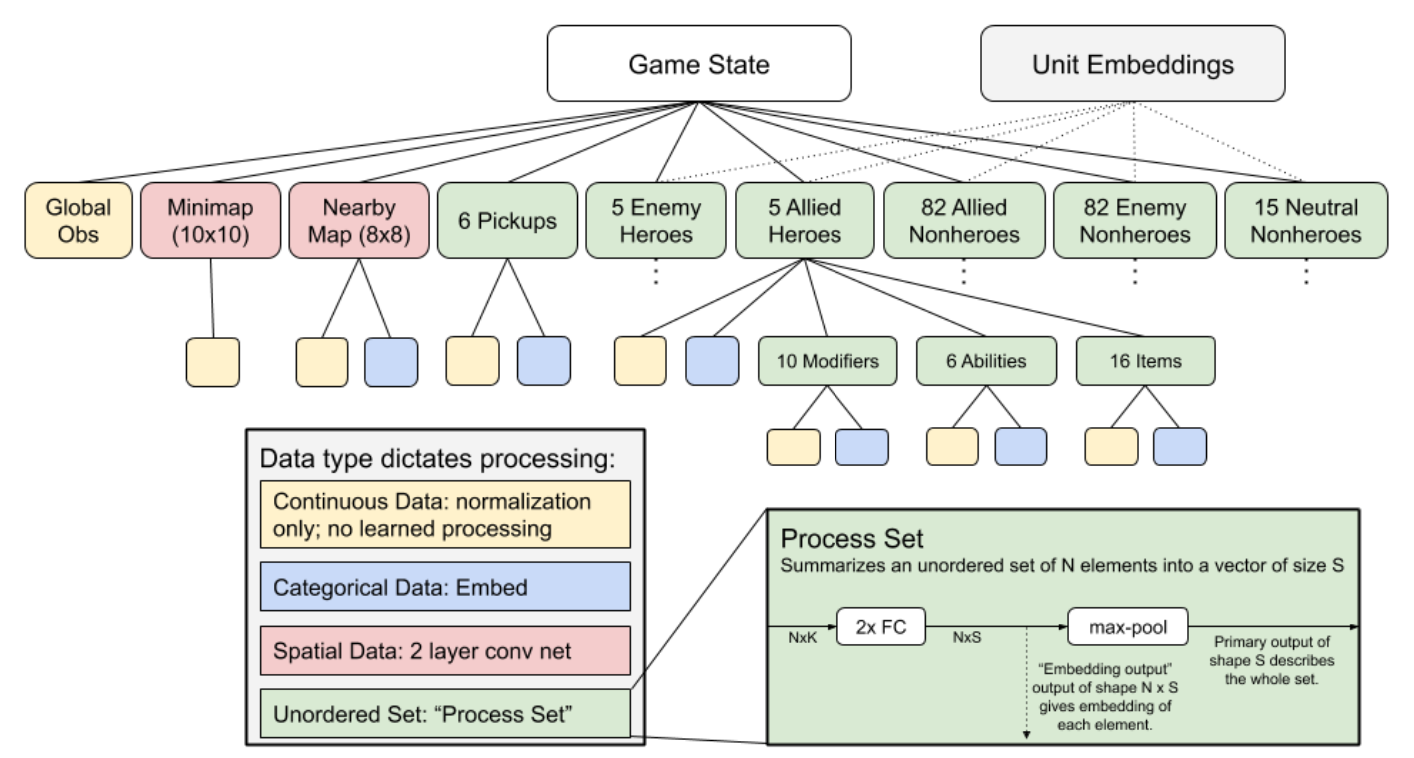 Game State
Unit Embeddings
Global
Obs
Minimap
(10x10)
Nearby
Map (8x8)
6 Pickups
5 Enemy
Heroes
5 Allied
Heroes
82 Allied
Nonheroes
82 Enemy
Nonheroes
15 Neutral
Nonheroes
10 Modifiers
6 Abilities
16 Items
Data type dictates processing:
Continuous Data: normalization
only; no learned processing
Categorical Data: Embed
Spatial Data: 2 layer conv net
Unordered Set: “Process Set”
Process Set
Summarizes an unordered set of N elements into a vector of size S
NxK
2x FC
NxS
max-pool
“Embedding output”
output of shape N x S
gives embedding of
each element.
Primary output of
shape S describes
the whole set.